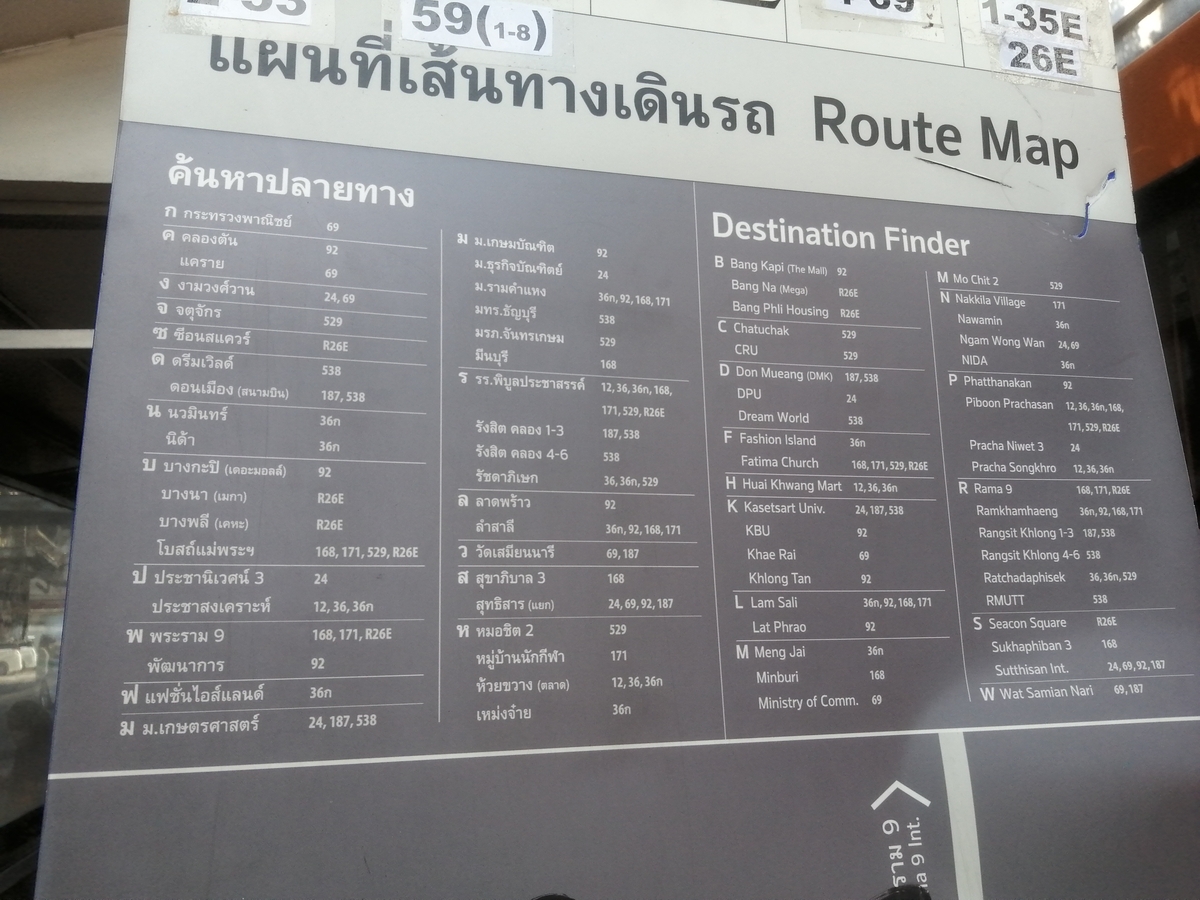 59(1-8)
1-35E
26E
แผนที่เส้นทางเดินรถ Route Map
ค้นหาปลายทาง
ก กระทรวงพาณิชย์ 69
ค คลองตัน 92
แคราย 69
ง งามวงศ์วาน 24, 69
จ จตุจักร 529
ซ ซีอนสแควร์ R26E
ด ดรีมเวิลด์ 538
ดอนเมือง (สนามบิน) 187, 538
น นวมินทร์ 36n
นิด้า 36n
บ บางกะปิ (เดอะมอลล์) 92
บางนา (เมกา) R26E
บางพลี (เคหะ) R26E
โบสถ์แม่พระฯ 168, 171, 529, R26E
ป ประชานิเวศน์ 3 24
ประชาสงเคราะห์ 12, 36, 36n
พ พระราม 9 168, 171, R26E
พัฒนาการ 92
ฟ แฟชั่นไอส์แลนด์ 36n
ม ม.เกษตรศาสตร์ 24, 187, 538
ม ม.เกษมบัณฑิต 92
ม.ธุรกิจบัณฑิตย์ 24
ม.รามคำแหง 36n, 92, 168, 171
มทร.ธัญบุรี 538
มรภ.จันทรเกษม 529
มีนบุรี 168
ร รร.พิบูลประชาสรรค์ 12, 36, 36n, 168,
171, 529, R26E
รังสิต คลอง 1-3 187, 538
รังสิต คลอง 4-6 538
รัชดาภิเษก 36, 36n, 529
ล ลาดพร้าว 92
ลำสาลี 36n, 92, 168, 171
ว วัดเสมียนนารี 69, 187
ส สุขาภิบาล 3 168
สุทธิสาร (แยก) 24, 69, 92, 187
ห หมอชิต 2 529
หมู่บ้านนักกีฬา 171
ห้วยขวาง (ตลาด) 12, 36, 36n
เหม่งจ๋าย 36n
Destination Finder
B Bang Kapi (The Mall) 92
Bang Na (Mega) R26E
Bang Phli Housing R26E
C Chatuchak 529
CRU 529
D Don Mueang (DMK) 187, 538
DPU 24
Dream World 538
F Fashion Island 36n
Fatima Church 168, 171, 529, R26E
H Huai Khwang Mart 12, 36, 36n
K Kasetsart Univ. 24, 187, 538
KBU 92
Khae Rai 69
Khlong Tan 92
L Lam Sali 36n, 92, 168, 171
Lat Phrao 92
M Meng Jai 36n
Minburi 168
Ministry of Comm. 69
M Mo Chit 2 529
N Nakkila Village 171
Nawamin 36n
Ngam Wong Wan 24, 69
NIDA 36n
P Phatthanakan 92
Piboon Prachasan 12, 36, 36n, 168,
171, 529, R26E
Pracha Niwet 3 24
Pracha Songkhro 12, 36, 36n
R Rama 9 168, 171, R26E
Ramkhamhaeng 36n, 92, 168, 171
Rangsit Khlong 1-3 187, 538
Rangsit Khlong 4-6 538
Ratchadaphisek 36, 36n, 529
RMUTT 538
S Seacon Square R26E
Sukhaphiban 3 168
Sutthisan Int. 24, 69, 92, 187
W Wat Samian Nari 69, 187
9
9 Int.